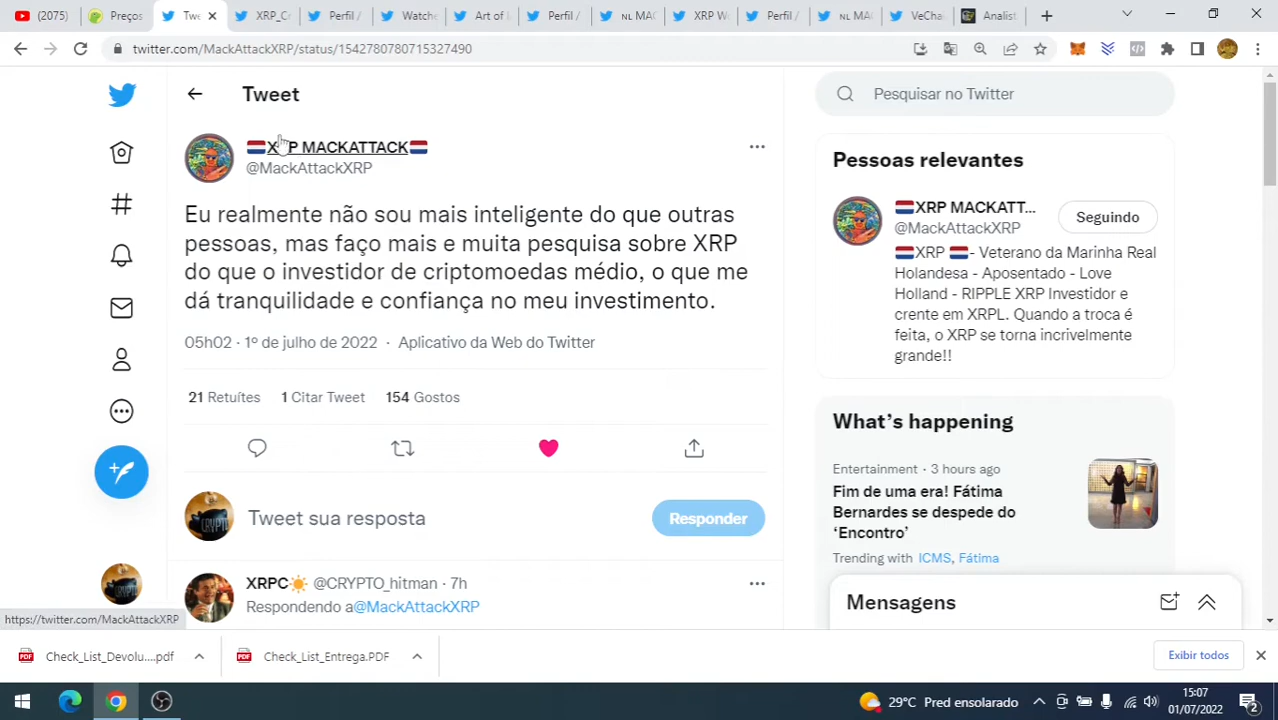 (2075)
Preços
Twe
XRP_C
Perfil /
Watche
Art of
Perfil /
NL MAC
XRP W
Perfil /
NL MAC
VeCha
Analist
twitter.com/MackAttackXRP/status/1542780780715327490
Tweet
XRP MACKATTACK
@MackAttackXRP
Eu realmente não sou mais inteligente do que outras
pessoas, mas faço mais e muita pesquisa sobre XRP
do que o investidor de criptomoedas médio, o que me
dá tranquilidade e confiança no meu investimento.
05h02 · 1º de julho de 2022 · Aplicativo da Web do Twitter
21 Retuítes 1 Citar Tweet 154 Gostos
Tweet sua resposta
Responder
XRPC☀️ @CRYPTO_hitman · 7h
Respondendo a@MackAttackXRP
Pesquisar no Twitter
Pessoas relevantes
XRP MACKATT...
@MackAttackXRP
Seguindo
XRP - Veterano da Marinha Real
Holandesa - Aposentado - Love
Holland - RIPPLE XRP Investidor e
crente em XRPL. Quando a troca é
feita, o XRP se torna incrivelmente
grande!!
What's happening
Entertainment · 3 hours ago
Fim de uma era! Fátima
Bernardes se despede do
‘Encontro’
Trending with ICMS, Fátima
Mensagens
https://twitter.com/MackAttackXRP
Check_List_Devolu....pdf
Check_List_Entrega.PDF
Exibir todos
29°C Pred ensolarado
15:07
01/07/2022
2